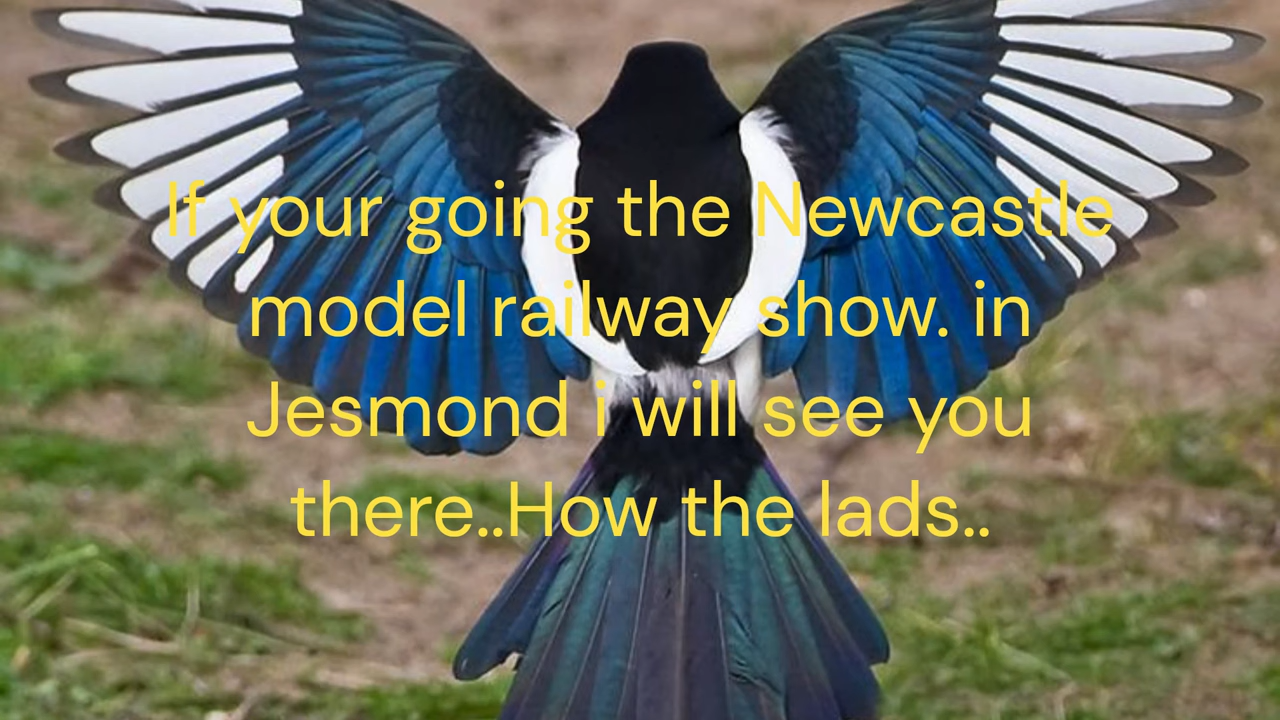 If your going the Newcastle
model railway show. in
Jesmond i will see you
there..How the lads..